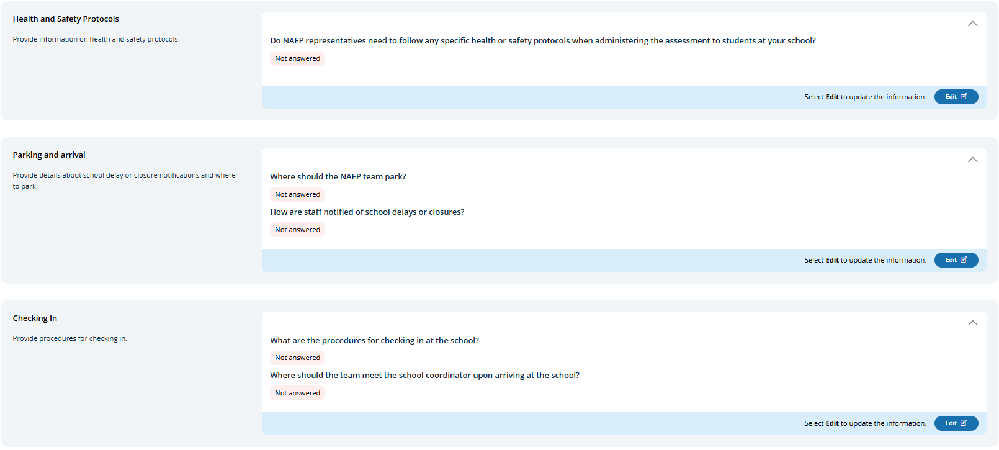 Health and Safety Protocols
Provide information on health and safety protocols.
Do NAEP representatives need to follow any specific health or safety protocols when administering the assessment to students at your school?
Not answered
Select Edit to update the information.
Edit
Parking and arrival
Provide details about school delay or closure notifications and where
to park.
Where should the NAEP team park?
Not answered
How are staff notified of school delays or closures?
Not answered
Select Edit to update the information.
Edit
Checking In
Provide procedures for checking in.
What are the procedures for checking in at the school?
Not answered
Where should the team meet the school coordinator upon arriving at the school?
Not answered
Select Edit to update the information.
Edit